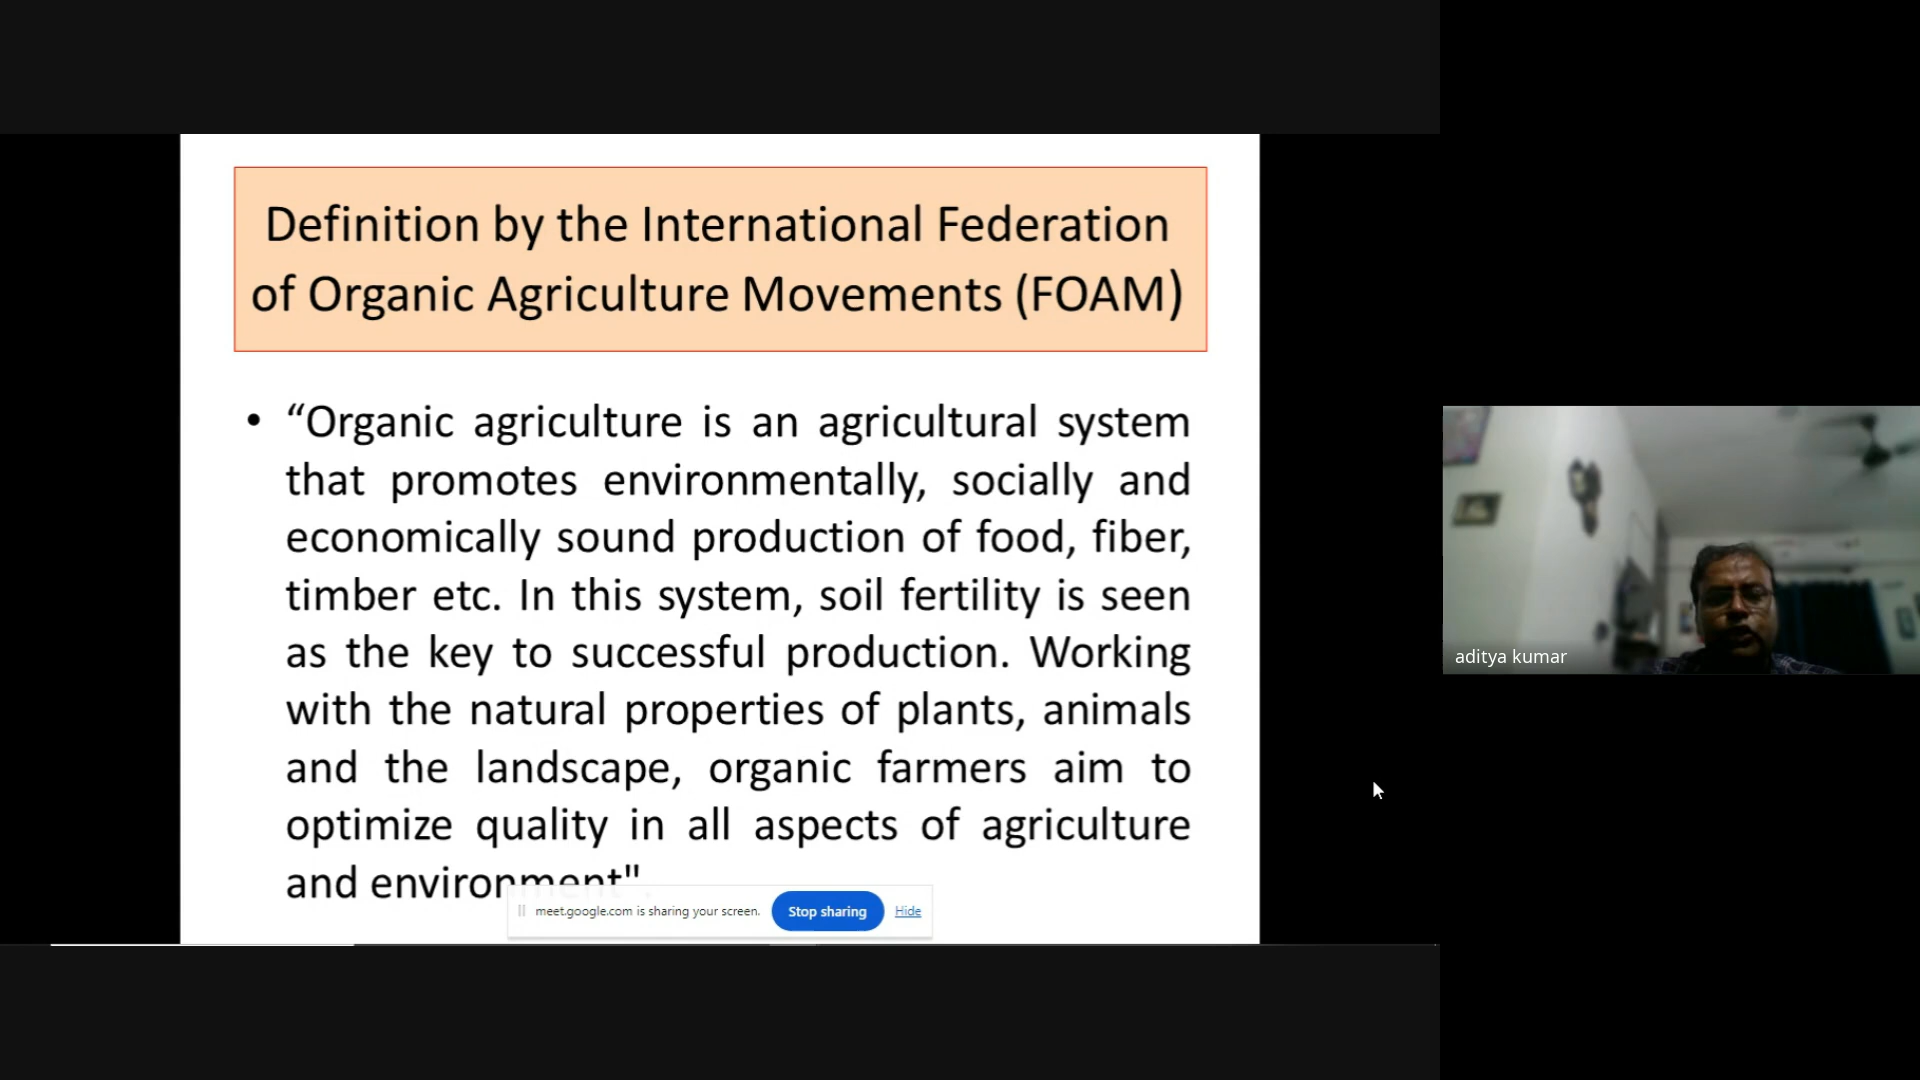 Definition by the International Federation
of Organic Agriculture Movements (FOAM)
• “Organic agriculture is an agricultural system
that promotes environmentally, socially and
economically sound production of food, fiber,
timber etc. In this system, soil fertility is seen
as the key to successful production. Working
with the natural properties of plants, animals
and the landscape, organic farmers aim to
optimize quality in all aspects of agriculture
and environment".
meet.google.com is sharing your screen. Stop sharing Hide
aditya kumar